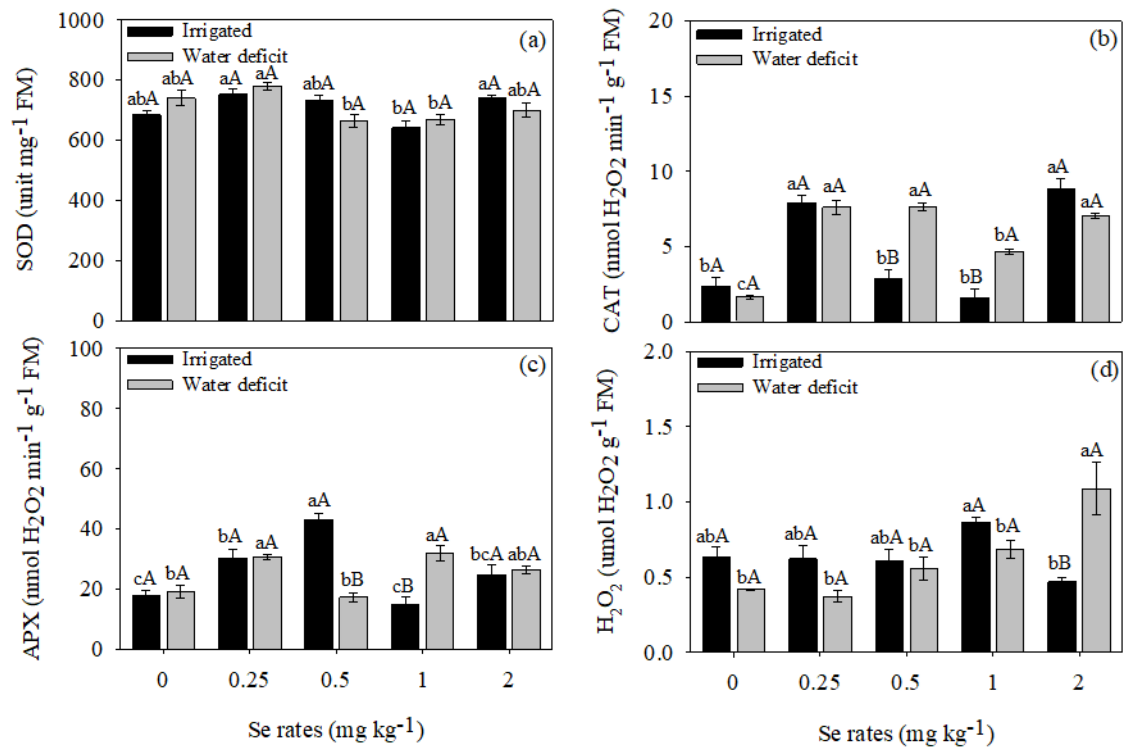 1000
800
600
400
200
0
SOD (unit mg⁻¹ FM)
Irrigated
Water deficit
(a)
abA abA aA aA abA bA bA bA aA abA
20
15
10
5
0
CAT (nmol H₂O₂ min⁻¹ g⁻¹ FM)
Irrigated
Water deficit
(b)
bA cA aA aA bB aA bB bA aA aA
100
80
60
40
20
0
APX (nmol H₂O₂ min⁻¹ g⁻¹ FM)
Irrigated
Water deficit
(c)
cA bA bA aA aA bB cB aA bcA abA
0 0.25 0.5 1 2
Se rates (mg kg⁻¹)
2.0
1.5
1.0
0.5
0.0
H₂O₂ (umol H₂O₂ g⁻¹ FM)
Irrigated
Water deficit
(d)
abA bA abA bA abA bA aA bA bB aA
0 0.25 0.5 1 2
Se rates (mg kg⁻¹)